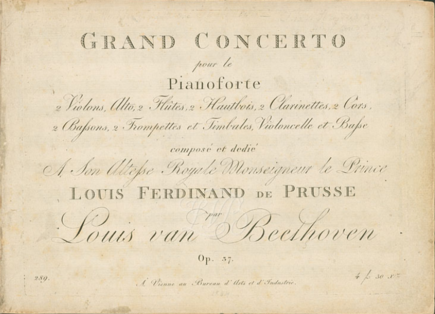 GRAND CONCERTO
pour le
Pianoforte
2 Violons, Alto, 2 Flûtes, 2 Hautbois, 2 Clarinettes, 2 Cors,
2 Bassons, 2 Trompettes et Timbales, Violoncelle et Basse
composé et dedié
A Son Altesse Royale Monseigneur le Prince
LOUIS FERDINAND DE PRUSSE
par
Louis van Beethoven
Op. 37.
289.
4 f. 30 Xr.
A Vienne au Bureau d'Arts et d'Industrie.